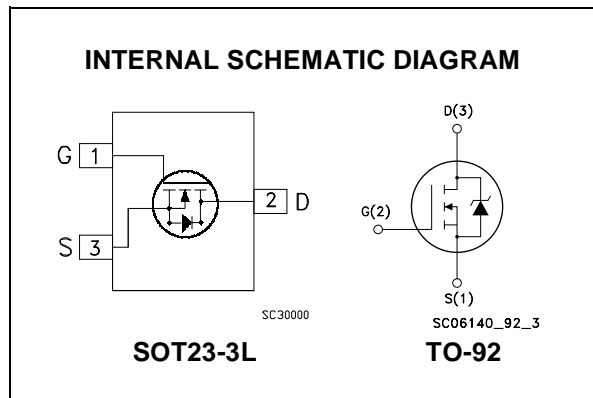 INTERNAL SCHEMATIC DIAGRAM
D(3)
G 1
2 D
G(2)
S 3
S(1)
SC30000
SC06140_92_3
SOT23-3L
TO-92